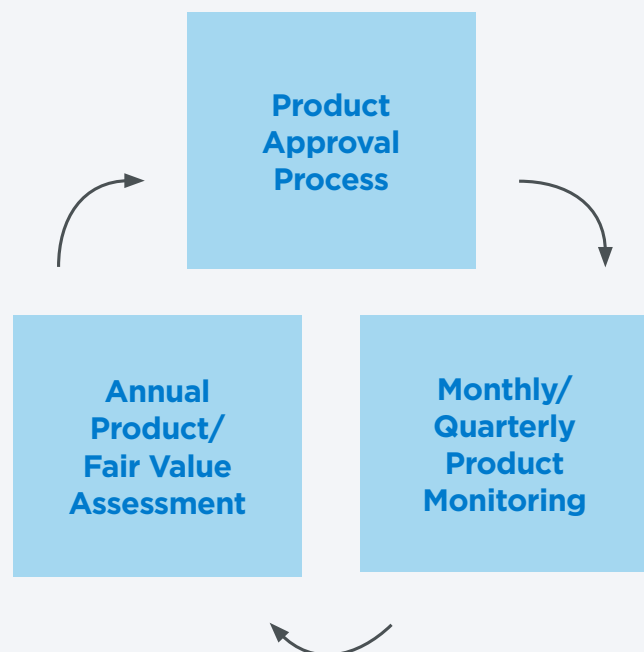 Product
Approval
Process
Annual
Product/
Fair Value
Assessment
Monthly/
Quarterly
Product
Monitoring